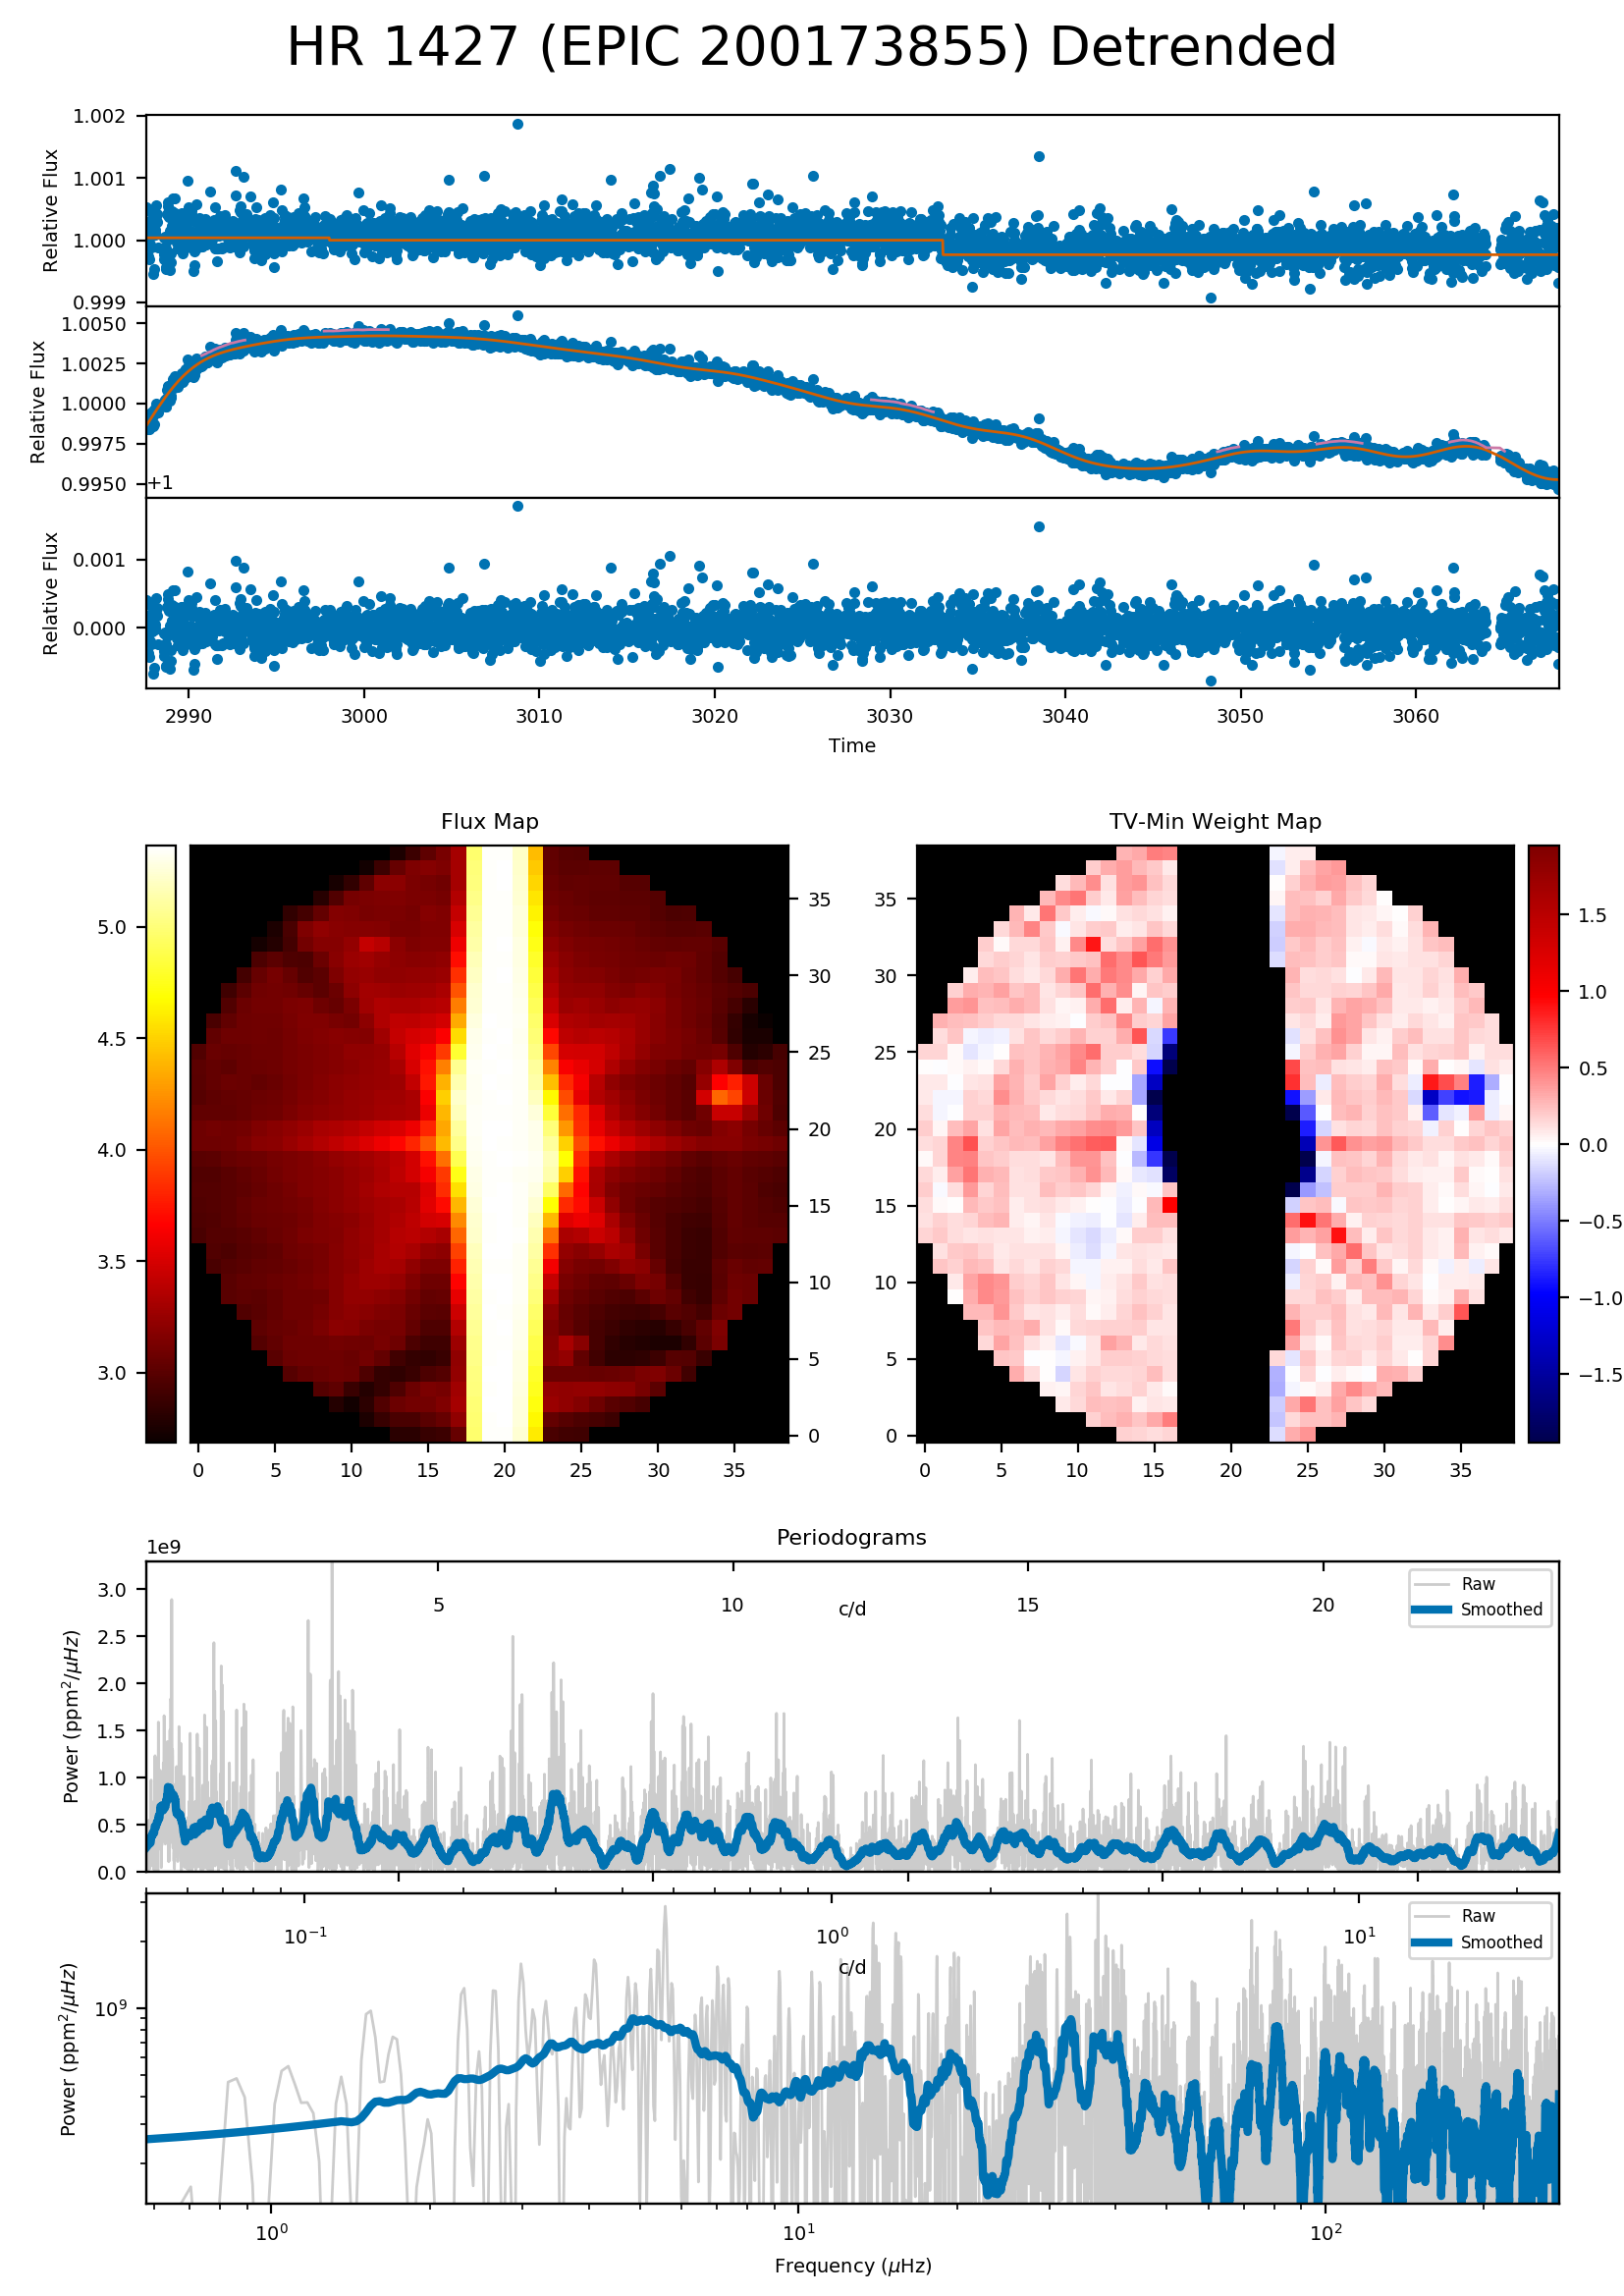 HR 1427 (EPIC 200173855) Detrended
1.002
1.001
1.000
0.999
Relative Flux
1.0050
1.0025
1.0000
0.9975
0.9950
+1
Relative Flux
0.001
0.000
Relative Flux
2990 3000 3010 3020 3030 3040 3050 3060
Time
Flux Map
5.0
4.5
4.0
3.5
3.0
35
30
25
20
15
10
5
0
0 5 10 15 20 25 30 35
TV-Min Weight Map
35
30
25
20
15
10
5
0
0 5 10 15 20 25 30 35
1.5
1.0
0.5
0.0
−0.5
−1.0
−1.5
Periodograms
1e9
3.0
2.5
2.0
1.5
1.0
0.5
0.0
Power (ppm²/μHz)
5 10 15 20
c/d
Raw
Smoothed
10⁹
Power (ppm²/μHz)
10⁻¹ 10⁰ 10¹
c/d
Raw
Smoothed
10⁰ 10¹ 10²
Frequency (μHz)